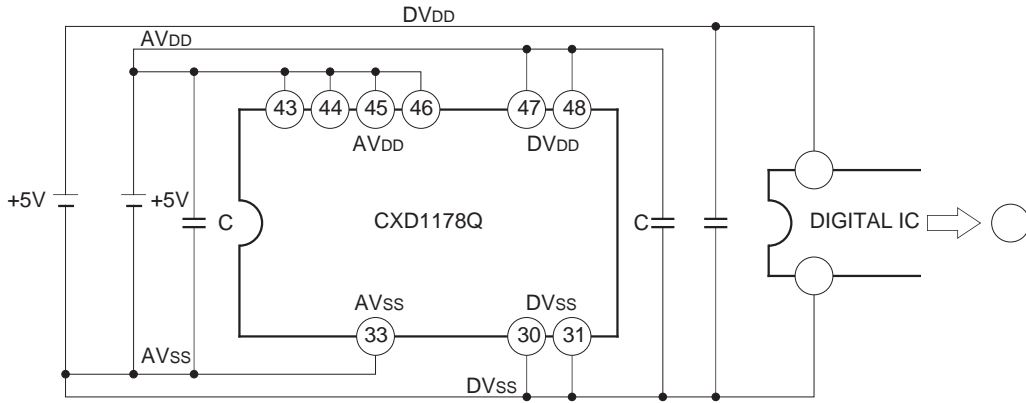 DVDD
AVDD
43 44 45 46 47 48
AVDD DVDD
+5V +5V C CXD1178Q C DIGITAL IC
AVSS DVSS
33 30 31
AVSS
DVSS